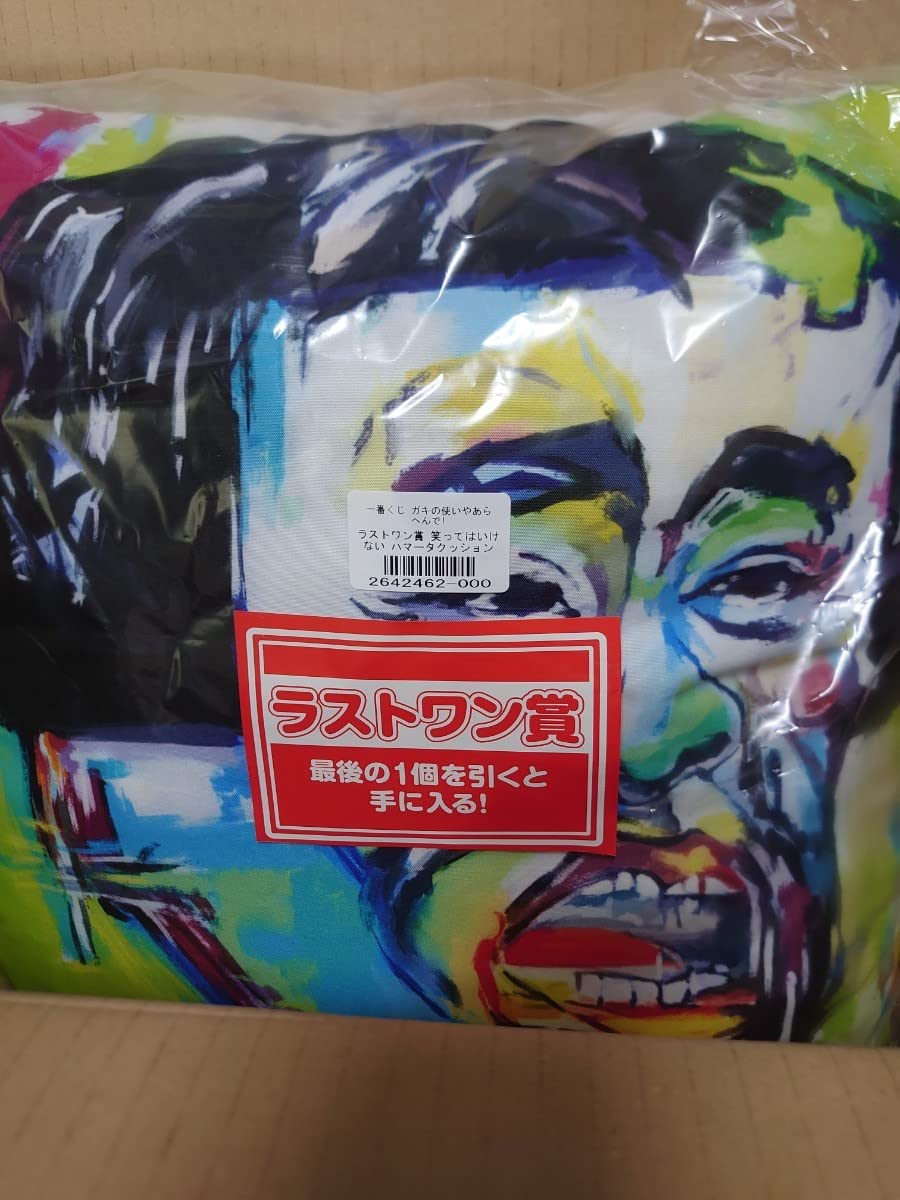 一番くじ ガキの使いやあら
へんで!
ラストワン賞 笑ってはいけ
ない ハマータクッション
2642462-000
ラストワン賞
最後の1個を引くと
手に入る!